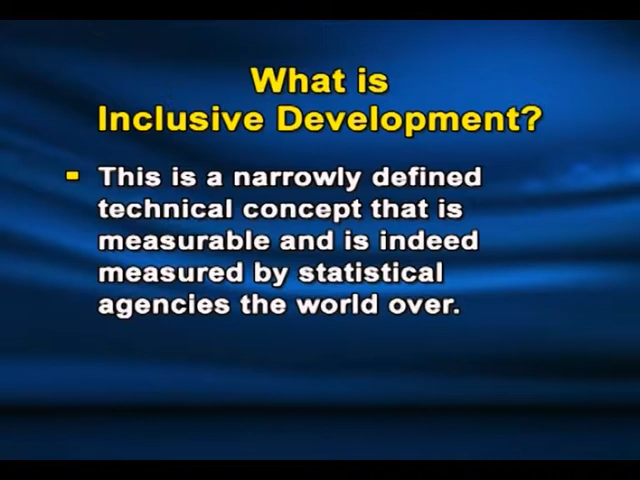 What is
Inclusive Development?
This is a narrowly defined
technical concept that is
measurable and is indeed
measured by statistical
agencies the world over.